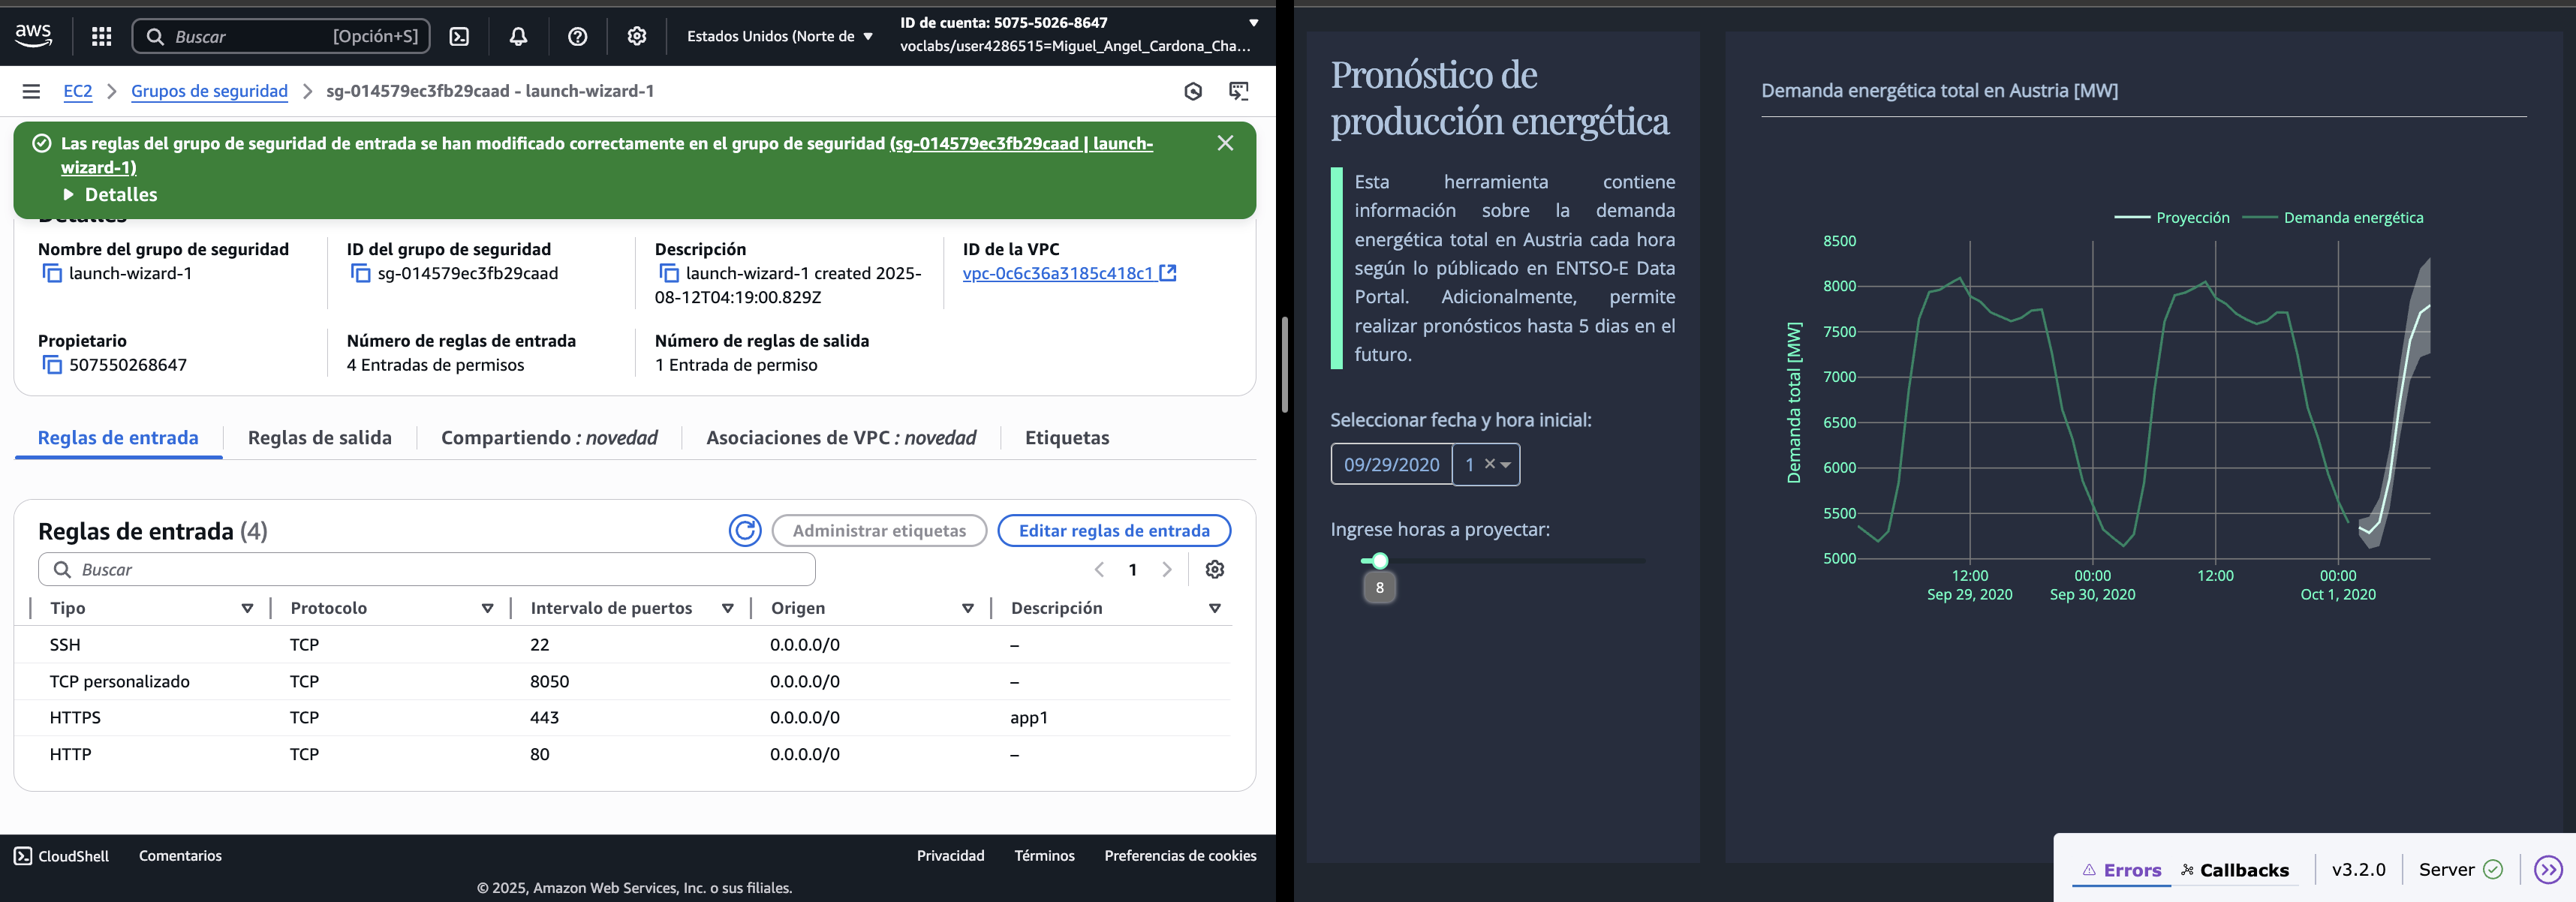 aws
Buscar
[Opción+S]
Estados Unidos (Norte de
ID de cuenta: 5075-5026-8647
voclabs/user4286515=Miguel_Angel_Cardona_Cha...
EC2
Grupos de seguridad
sg-014579ec3fb29caad - launch-wizard-1
Las reglas del grupo de seguridad de entrada se han modificado correctamente en el grupo de seguridad (sg-014579ec3fb29caad | launch-
wizard-1)
Detalles
Detalles
Nombre del grupo de seguridad
launch-wizard-1
ID del grupo de seguridad
sg-014579ec3fb29caad
Descripción
launch-wizard-1 created 2025-
08-12T04:19:00.829Z
ID de la VPC
vpc-0c6c36a3185c418c1
Propietario
507550268647
Número de reglas de entrada
4 Entradas de permisos
Número de reglas de salida
1 Entrada de permiso
Reglas de entrada
Reglas de salida
Compartiendo : novedad
Asociaciones de VPC : novedad
Etiquetas
Reglas de entrada (4)
Administrar etiquetas
Editar reglas de entrada
Buscar
1
Tipo Protocolo Intervalo de puertos Origen Descripción
SSH TCP 22 0.0.0.0/0 –
TCP personalizado TCP 8050 0.0.0.0/0 –
HTTPS TCP 443 0.0.0.0/0 app1
HTTP TCP 80 0.0.0.0/0 –
CloudShell
Comentarios
Privacidad
Términos
Preferencias de cookies
© 2025, Amazon Web Services, Inc. o sus filiales.
Pronóstico de
producción energética
Esta herramienta contiene
información sobre la demanda
energética total en Austria cada hora
según lo públicado en ENTSO-E Data
Portal. Adicionalmente, permite
realizar pronósticos hasta 5 dias en el
futuro.
Seleccionar fecha y hora inicial:
09/29/2020
1
Ingrese horas a proyectar:
8
Demanda energética total en Austria [MW]
Proyección
Demanda energética
Demanda total [MW]
8500
8000
7500
7000
6500
6000
5500
5000
12:00 00:00 12:00 00:00
Sep 29, 2020 Sep 30, 2020 Oct 1, 2020
Errors
Callbacks
v3.2.0
Server